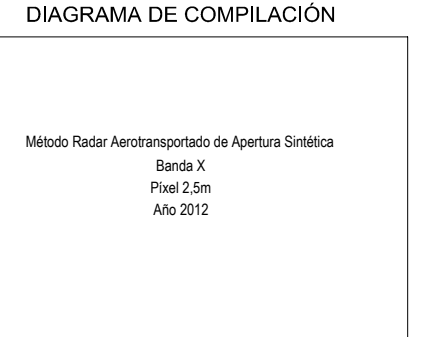 DIAGRAMA DE COMPILACIÓN
Método Radar Aerotransportado de Apertura Sintética
Banda X
Píxel 2,5m
Año 2012